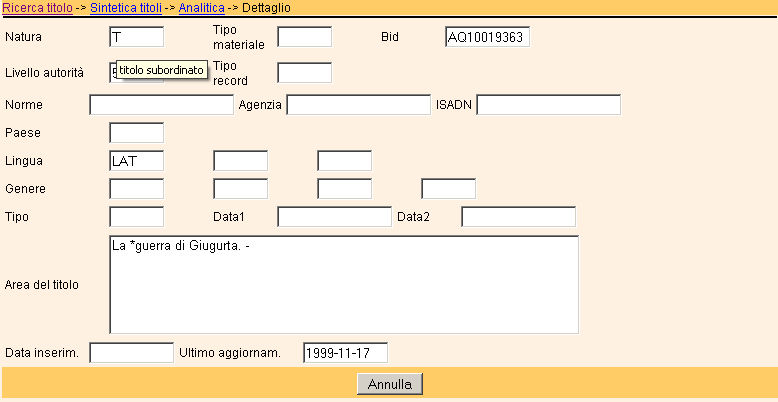 Ricerca titolo -> Sintetica titoli -> Analitica -> Dettaglio
Natura T Tipo materiale Bid AQ10019363
Livello autorità titolo subordinato Tipo record
Norme Agenzia ISADN
Paese
Lingua LAT
Genere
Tipo Data1 Data2
Area del titolo La *guerra di Giugurta. -
Data inserim. Ultimo aggiornam. 1999-11-17
Annulla